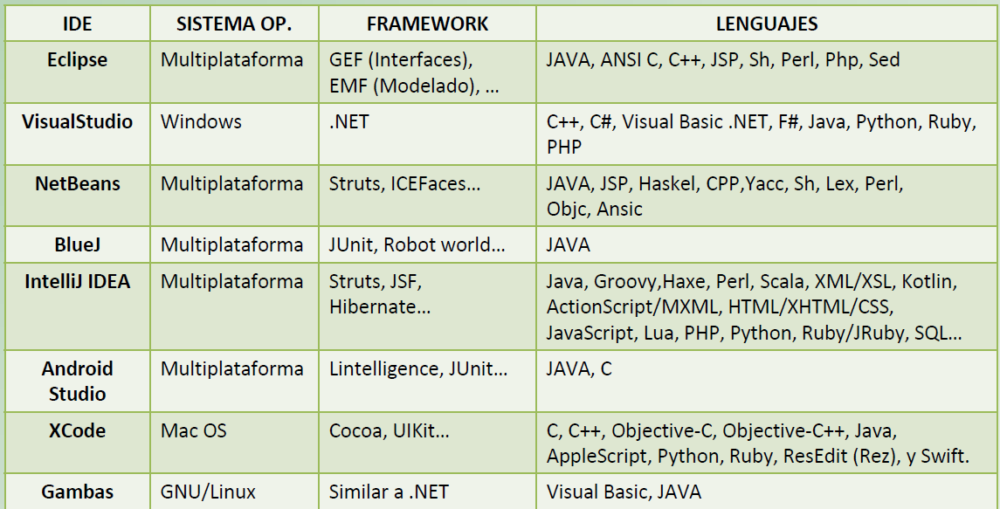 IDE SISTEMA OP. FRAMEWORK LENGUAJES
Eclipse Multiplataforma GEF (Interfaces), JAVA, ANSI C, C++, JSP, Sh, Perl, Php, Sed
EMF (Modelado), ...
VisualStudio Windows .NET C++, C#, Visual Basic .NET, F#, Java, Python, Ruby,
PHP
NetBeans Multiplataforma Struts, ICEFaces... JAVA, JSP, Haskel, CPP,Yacc, Sh, Lex, Perl,
Objc, Ansic
BlueJ Multiplataforma JUnit, Robot world... JAVA
IntelliJ IDEA Multiplataforma Struts, JSF, Java, Groovy,Haxe, Perl, Scala, XML/XSL, Kotlin,
Hibernate... ActionScript/MXML, HTML/XHTML/CSS,
JavaScript, Lua, PHP, Python, Ruby/JRuby, SQL...
Android Multiplataforma Lintelligence, JUnit... JAVA, C
Studio
XCode Mac OS Cocoa, UIKit... C, C++, Objective-C, Objective-C++, Java,
AppleScript, Python, Ruby, ResEdit (Rez), y Swift.
Gambas GNU/Linux Similar a .NET Visual Basic, JAVA